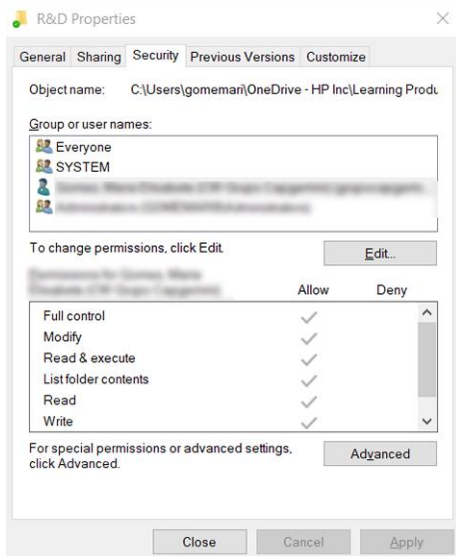 R&D Properties
General Sharing Security Previous Versions Customize
Object name: C:\Users\gomemari\OneDrive - HP Inc\Learning Produ
Group or user names:
Everyone
SYSTEM
To change permissions, click Edit.
Edit...
Allow Deny
Full control
Modify
Read & execute
List folder contents
Read
Write
For special permissions or advanced settings,
click Advanced.
Advanced
Close Cancel Apply